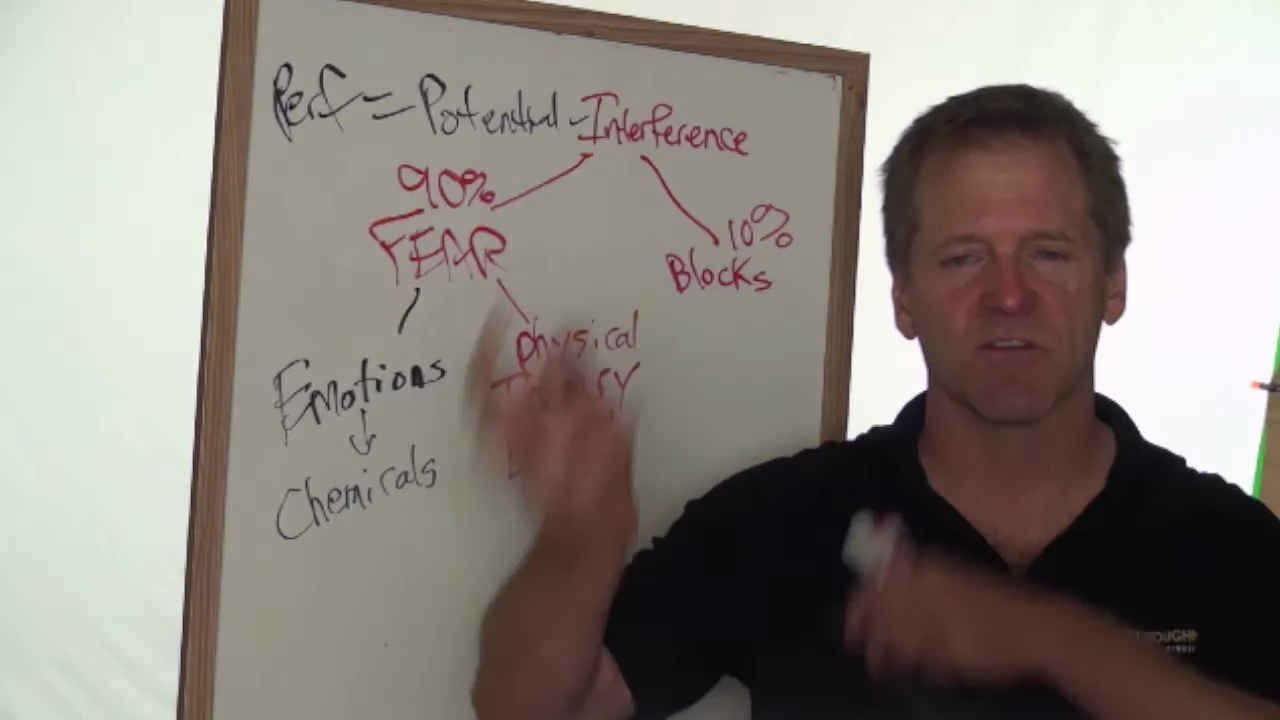 Perf = Potential - Interference
90%
10%
FEAR
Blocks
physical
Emotions
Chemicals